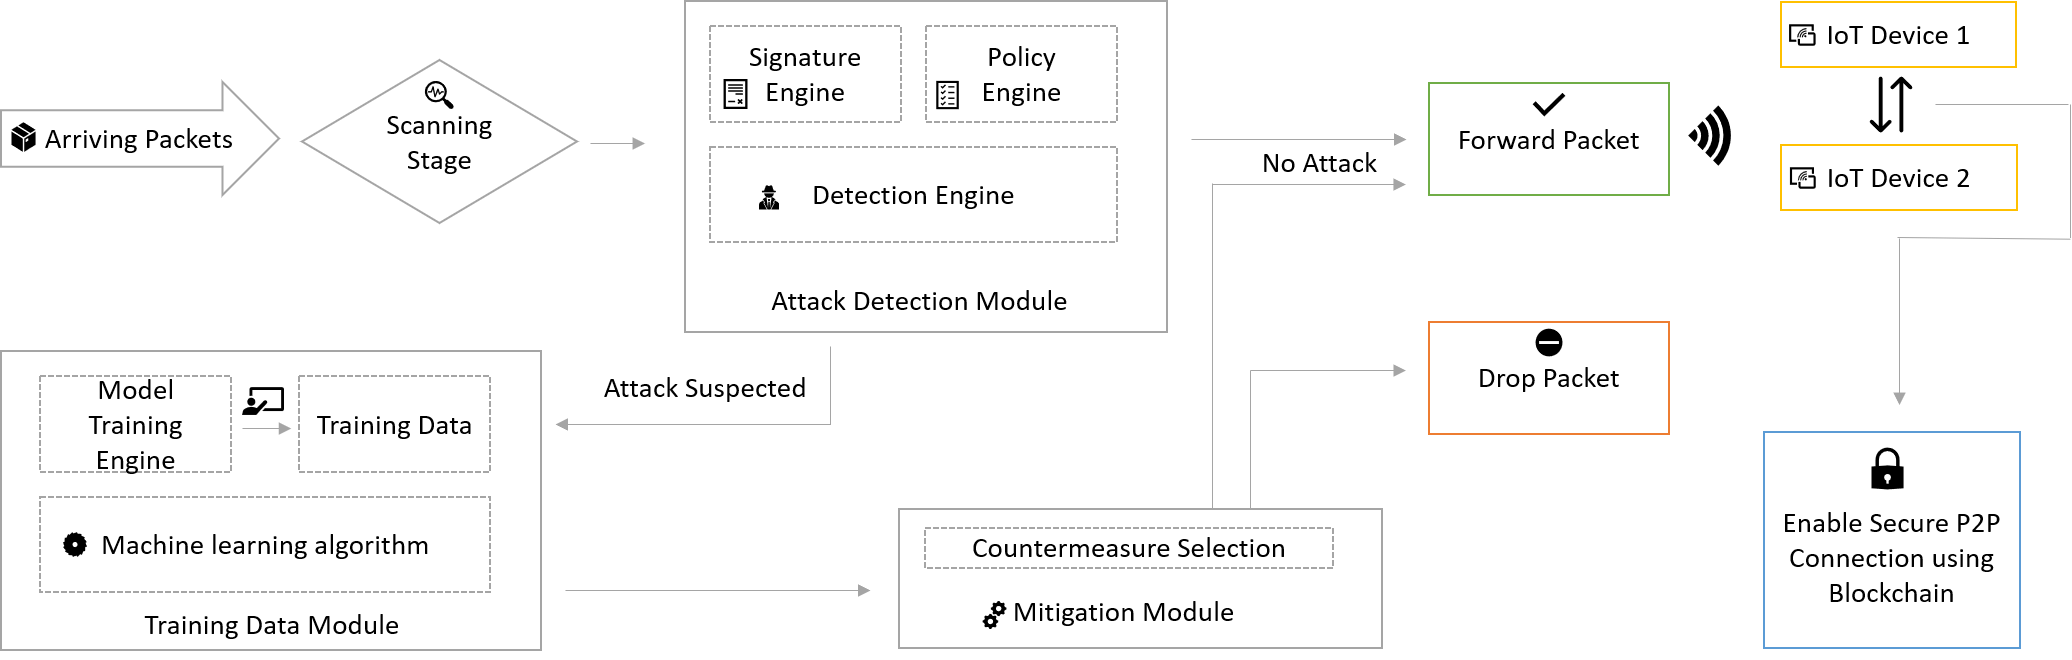 Arriving Packets
Scanning
Stage
Signature
Engine
Policy
Engine
Detection Engine
Attack Detection Module
No Attack
Forward Packet
IoT Device 1
IoT Device 2
Attack Suspected
Drop Packet
Model
Training
Engine
Training Data
Machine learning algorithm
Training Data Module
Countermeasure Selection
Mitigation Module
Enable Secure P2P
Connection using
Blockchain